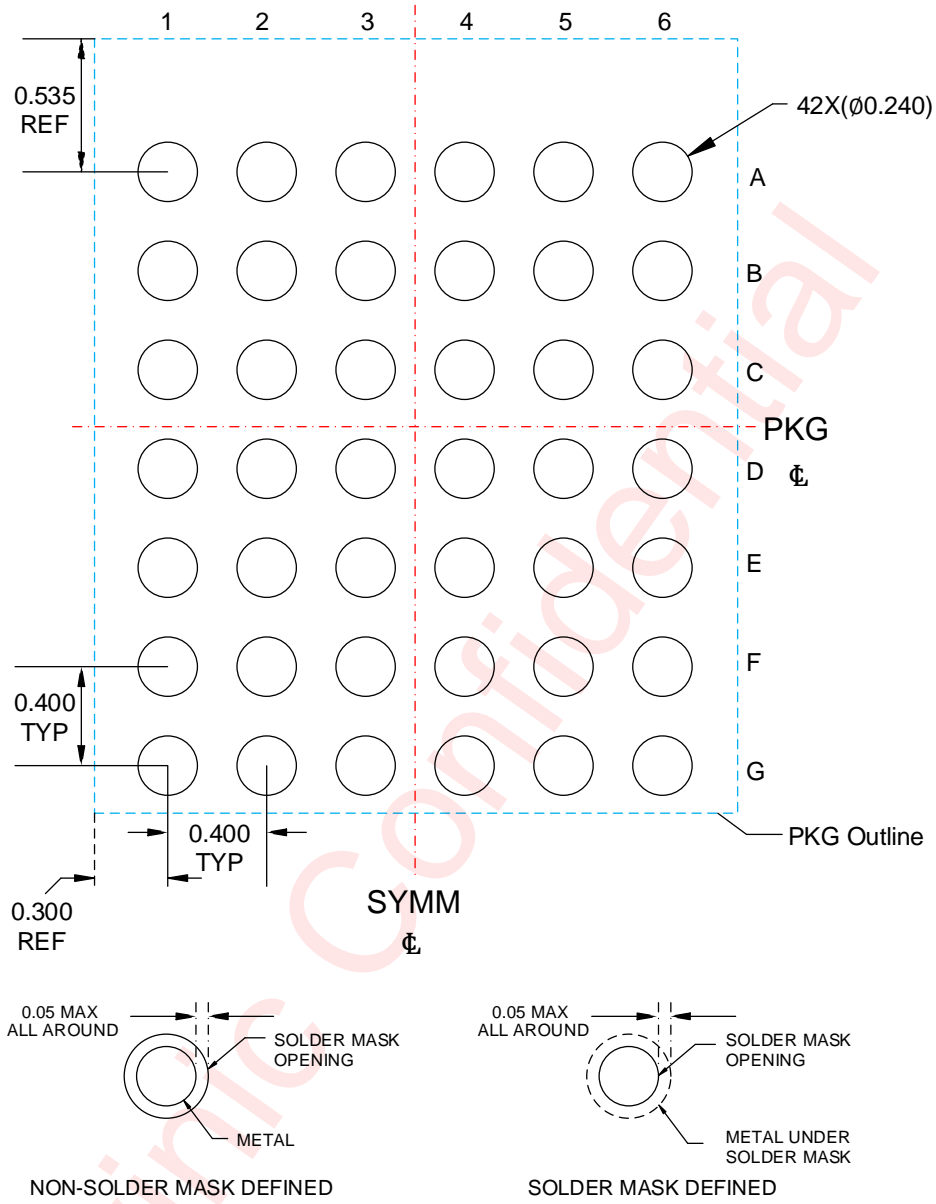 1 2 3 4 5 6
0.535
REF
42X(Ø0.240)
A
B
C
PKG
℄
D
E
F
0.400
TYP
G
0.400
TYP
PKG Outline
0.300
REF
SYMM
℄
0.05 MAX
ALL AROUND
SOLDER MASK
OPENING
METAL
NON-SOLDER MASK DEFINED
0.05 MAX
ALL AROUND
SOLDER MASK
OPENING
METAL UNDER
SOLDER MASK
SOLDER MASK DEFINED
inic Confidential